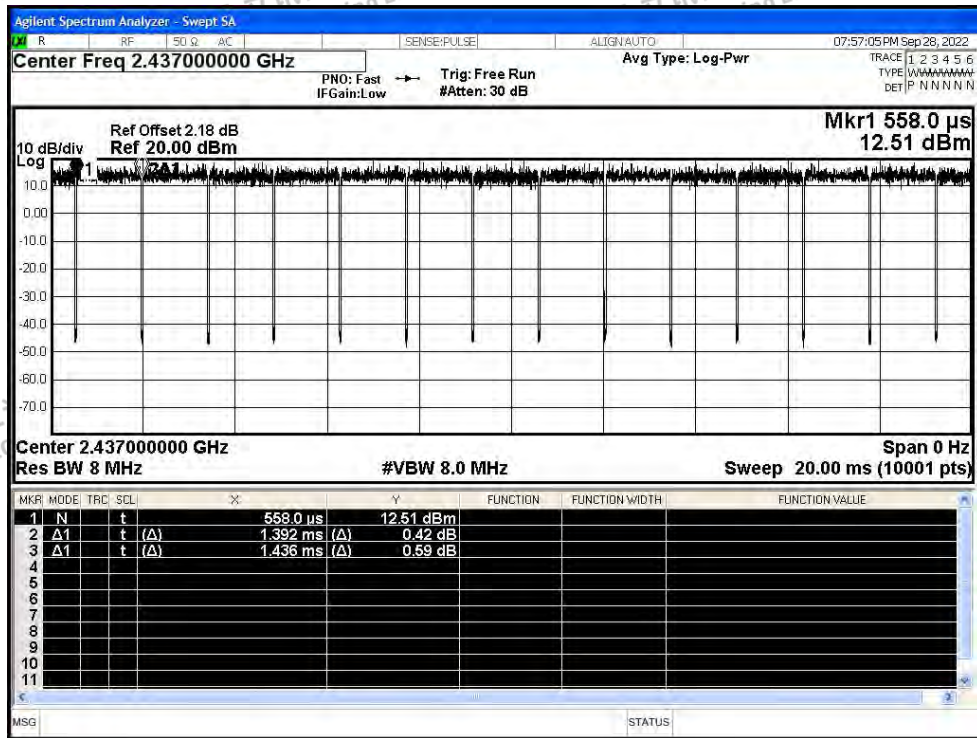 Agilent Spectrum Analyzer - Swept SA
LXI R RF 50 Ω AC SENSE:PULSE ALIGN AUTO 07:57:05 PM Sep 28, 2022
Center Freq 2.437000000 GHz
Avg Type: Log-Pwr
TRACE 1 2 3 4 5 6
TYPE WWWWWW
DET P N N N N N
PNO: Fast
IFGain:Low
Trig: Free Run
#Atten: 30 dB
Mkr1 558.0 µs
12.51 dBm
Ref Offset 2.18 dB
10 dB/div Ref 20.00 dBm
Log
1
2Δ1
10.0
0.00
-10.0
-20.0
-30.0
-40.0
-50.0
-60.0
-70.0
Center 2.437000000 GHz Span 0 Hz
Res BW 8 MHz #VBW 8.0 MHz Sweep 20.00 ms (10001 pts)
MKR MODE TRC SCL X Y FUNCTION FUNCTION WIDTH FUNCTION VALUE
1 N t 558.0 µs 12.51 dBm
2 Δ1 t (Δ) 1.392 ms (Δ) 0.42 dB
3 Δ1 t (Δ) 1.436 ms (Δ) 0.59 dB
4
5
6
7
8
9
10
11
MSG STATUS